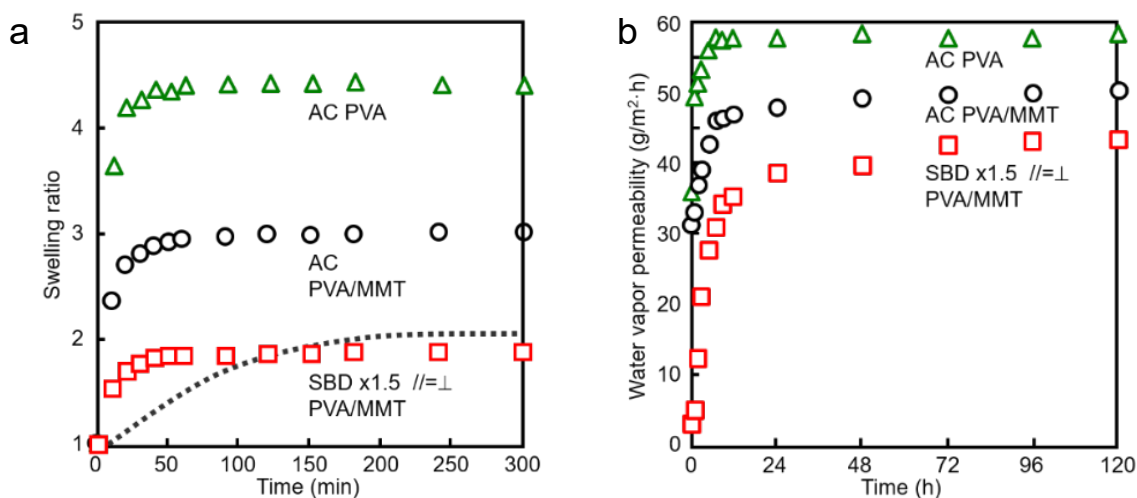 a
Swelling ratio
5
4
3
2
1
AC PVA
AC
PVA/MMT
SBD x1.5 //=⊥
PVA/MMT
0 50 100 150 200 250 300
Time (min)
b
Water vapor permeability (g/m²·h)
60
50
40
30
20
10
0
AC PVA
AC PVA/MMT
SBD x1.5 //=⊥
PVA/MMT
0 24 48 72 96 120
Time (h)